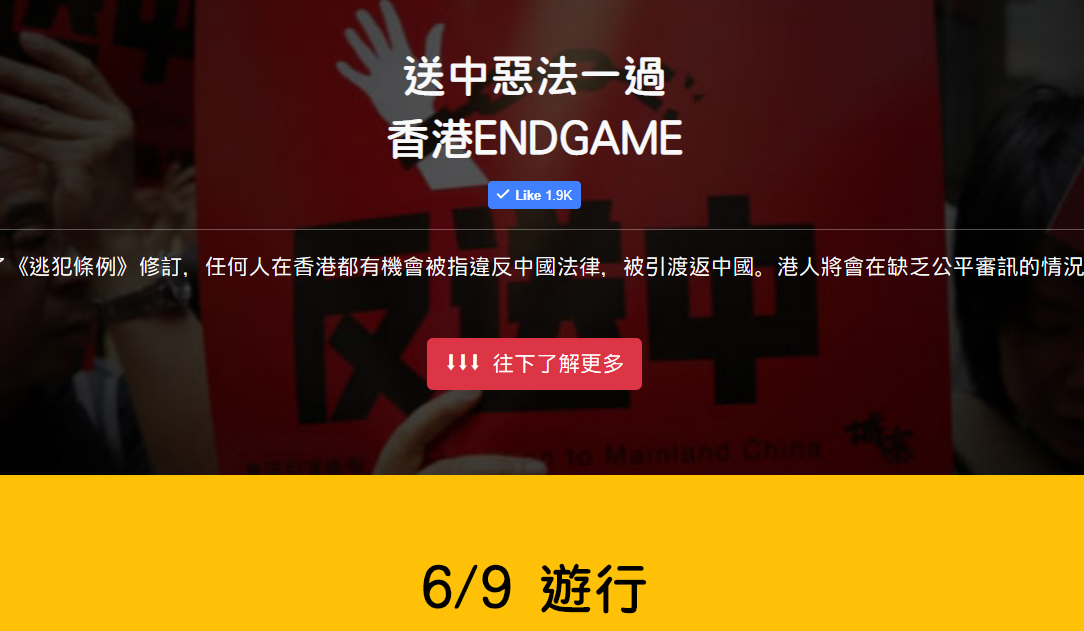 送中惡法一過
香港ENDGAME
Like 1.9K
《逃犯條例》修訂，任何人在香港都有機會被指違反中國法律，被引渡返中國。港人將會在缺乏公平審訊的情況
往下了解更多
反送中
to Mainland China
6/9 遊行